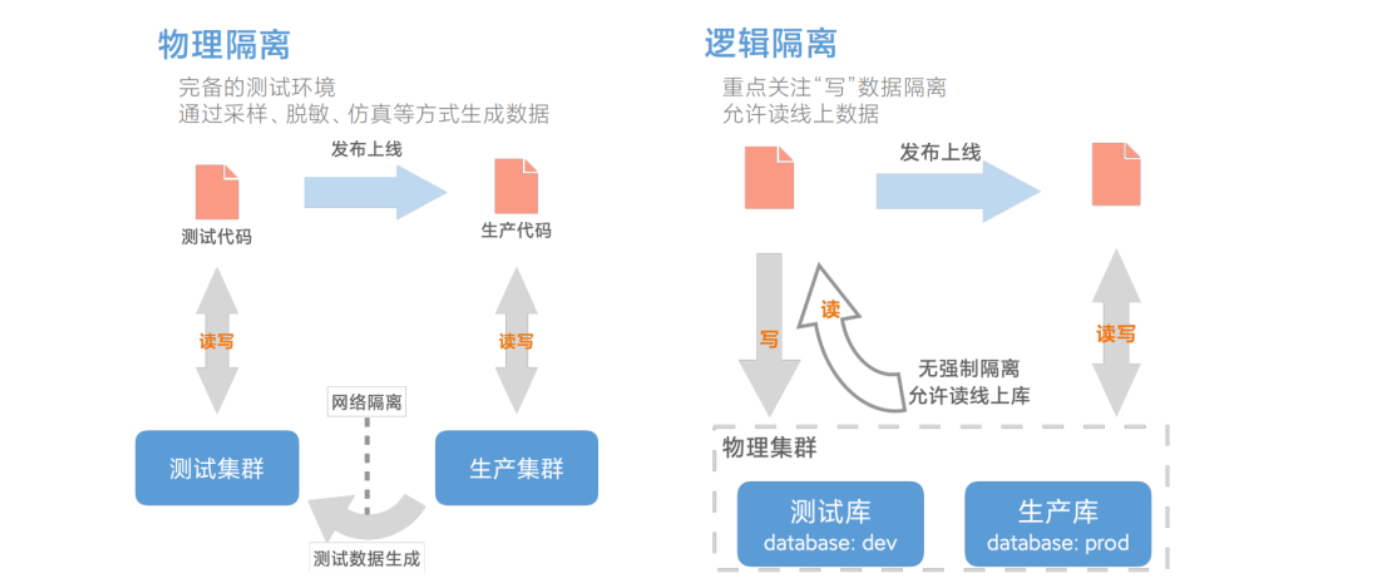 物理隔离
完备的测试环境
通过采样、脱敏、仿真等方式生成数据
发布上线
测试代码
生产代码
读写
读写
网络隔离
测试集群
生产集群
测试数据生成
逻辑隔离
重点关注“写”数据隔离
允许读线上数据
发布上线
写
读
读写
无强制隔离
允许读线上库
物理集群
测试库
database: dev
生产库
database: prod